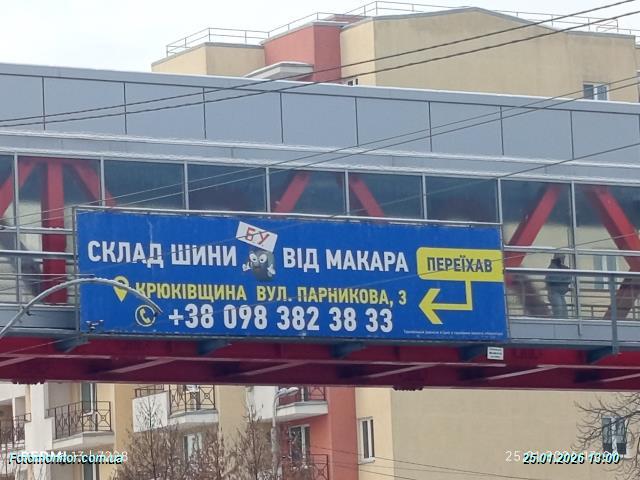 Б/У
СКЛАД ШИНИ ВІД МАКАРА
ПЕРЕЇХАВ
КРЮКІВЩИНА ВУЛ. ПАРНИКОВА, 3
+38 098 382 38 33
Fotomonitor.com.ua
25.01.2026 13:00